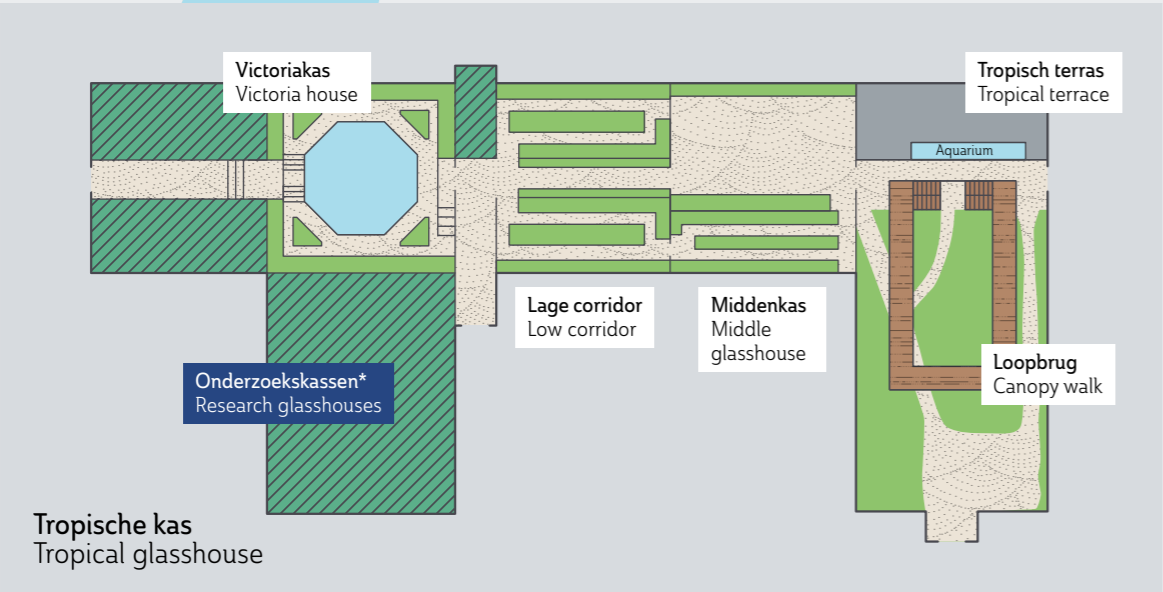 Victoriakas
Victoria house
Tropisch terras
Tropical terrace
Aquarium
Lage corridor
Low corridor
Middenkas
Middle
glasshouse
Loopbrug
Canopy walk
Onderzoekskassen*
Research glasshouses
Tropische kas
Tropical glasshouse